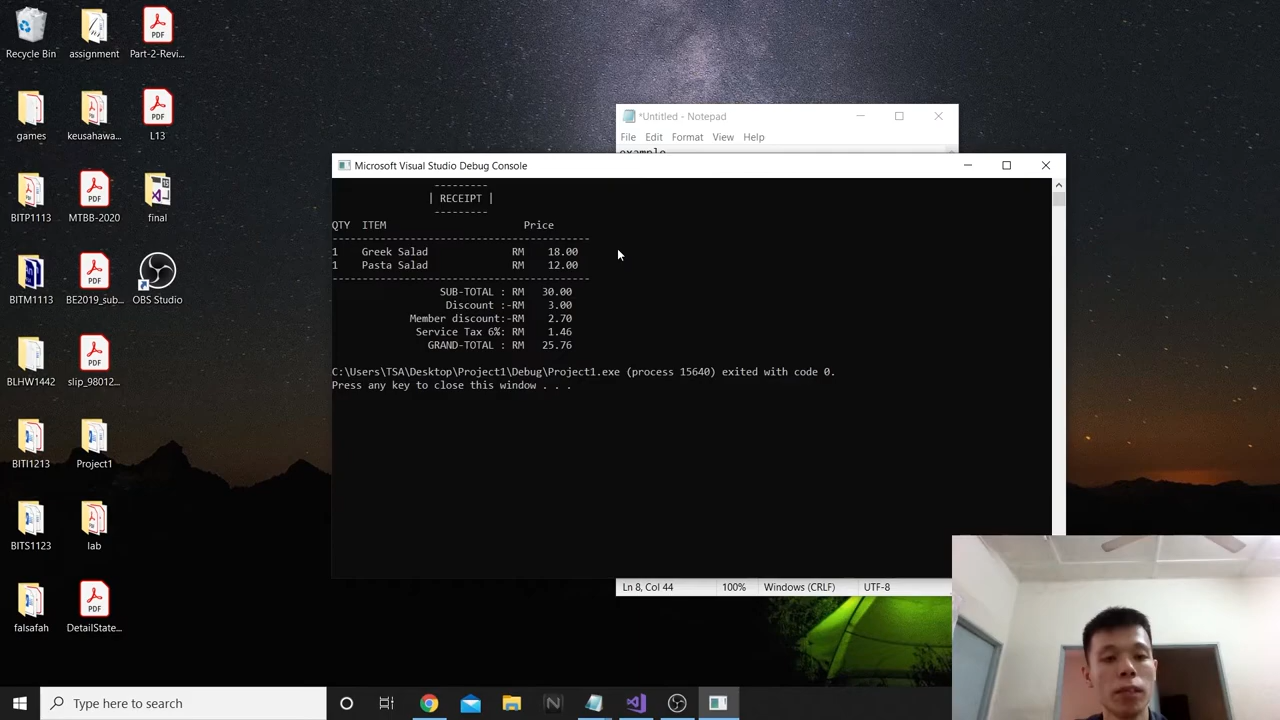 Recycle Bin
assignment
Part-2-Revi...
games
keusahawa...
L13
BITP1113
MTBB-2020
final
BITM1113
BE2019_sub...
OBS Studio
BLHW1442
slip_98012...
BITI1213
Project1
BITS1123
lab
falsafah
DetailState...
*Untitled - Notepad
File Edit Format View Help
example
Microsoft Visual Studio Debug Console
---------
| RECEIPT |
---------
QTY ITEM Price
-------------------------------------------
1 Greek Salad RM 18.00
1 Pasta Salad RM 12.00
-------------------------------------------
SUB-TOTAL : RM 30.00
Discount :-RM 3.00
Member discount:-RM 2.70
Service Tax 6%: RM 1.46
GRAND-TOTAL : RM 25.76
C:\Users\TSA\Desktop\Project1\Debug\Project1.exe (process 15640) exited with code 0.
Press any key to close this window . . .
Ln 8, Col 44 100% Windows (CRLF) UTF-8
Type here to search